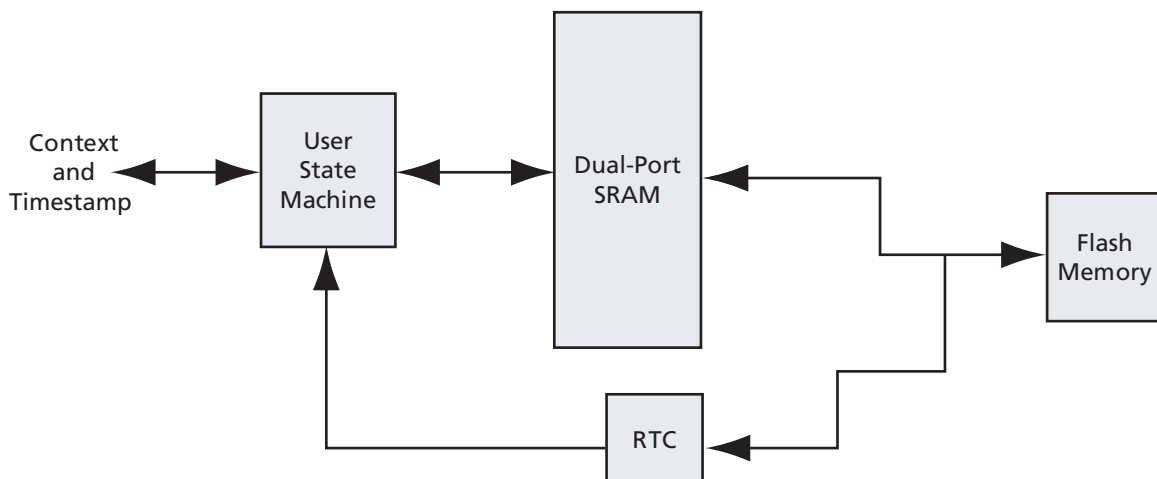 Context
and
Timestamp
User
State
Machine
Dual-Port
SRAM
Flash
Memory
RTC